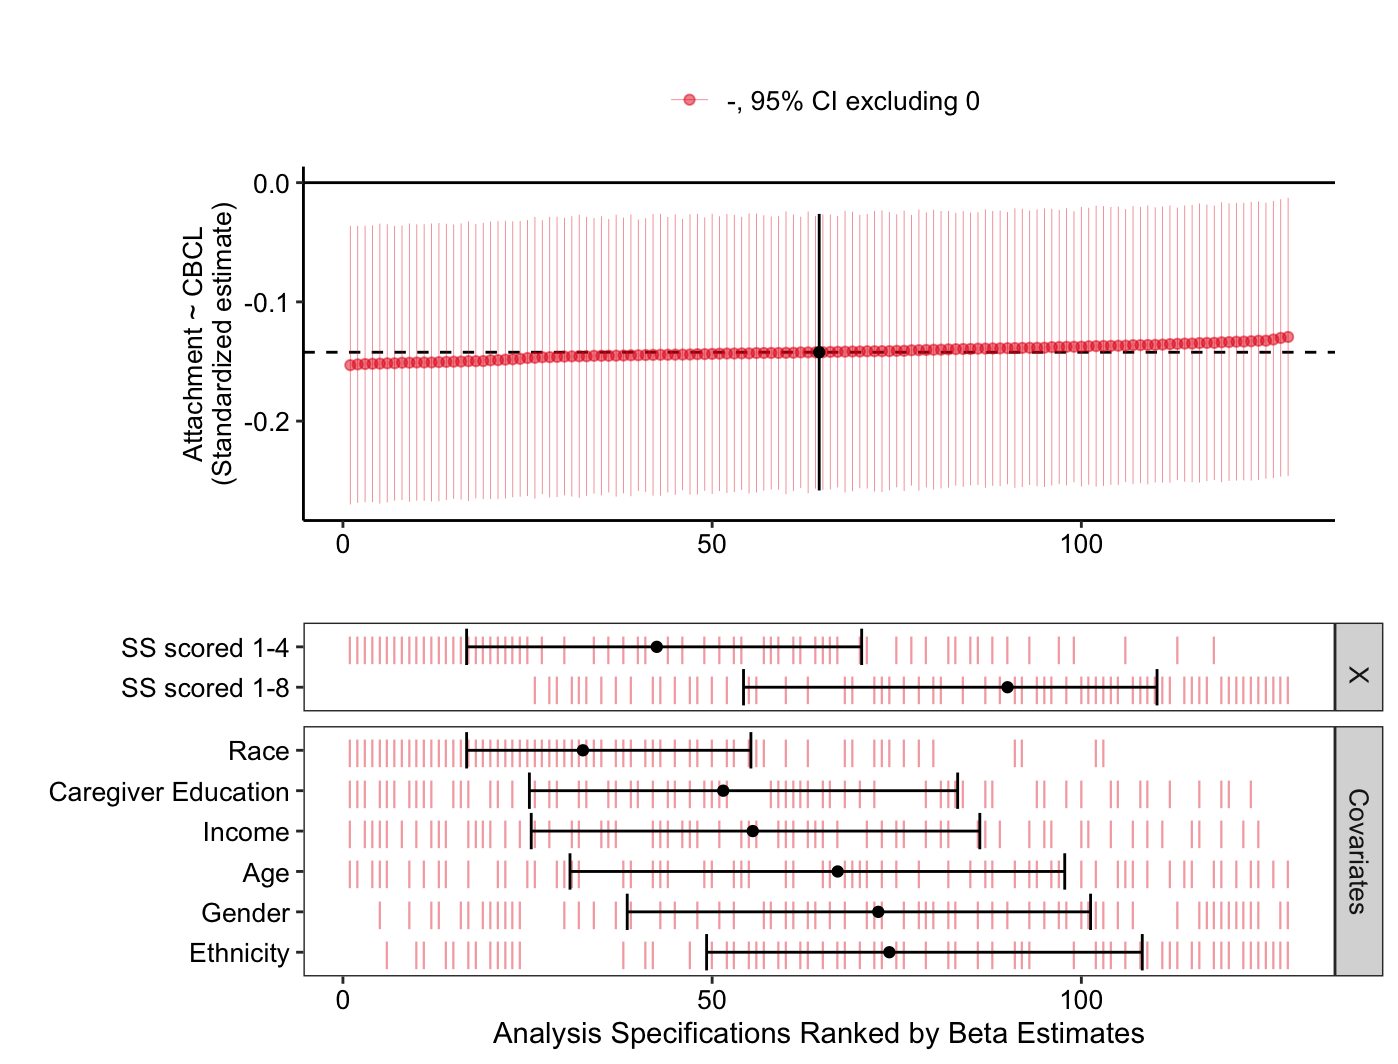 -, 95% CI excluding 0
Attachment ~ CBCL
(Standardized estimate)
0.0
-0.1
-0.2
0 50 100
SS scored 1-4
SS scored 1-8
X
Race
Caregiver Education
Income
Age
Gender
Ethnicity
Covariates
0 50 100
Analysis Specifications Ranked by Beta Estimates